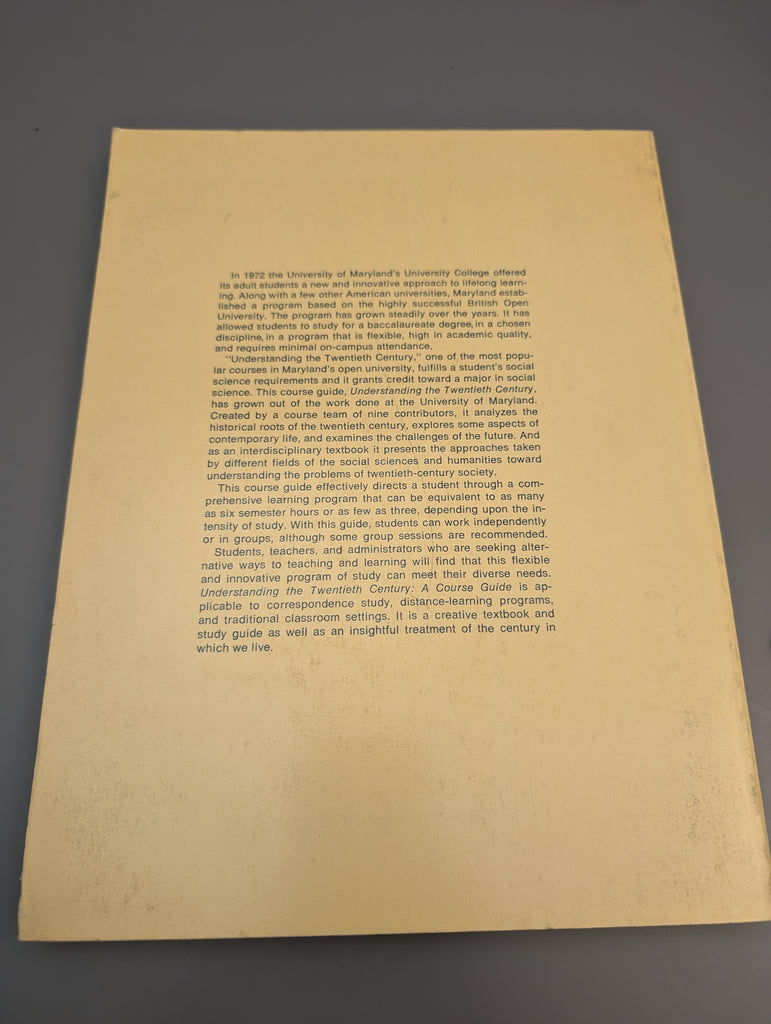 In 1972 the University of Maryland's University College offered
its adult students a new and innovative approach to lifelong learn-
ing. Along with a few other American universities, Maryland estab-
lished a program based on the highly successful British Open
University. The program has grown steadily over the years. It has
allowed students to study for a baccalaureate degree, in a chosen
discipline, in a program that is flexible, high in academic quality,
and requires minimal on-campus attendance.
"Understanding the Twentieth Century," one of the most popu-
lar courses in Maryland's open university, fulfills a student's social
science requirements and it grants credit toward a major in social
science. This course guide, Understanding the Twentieth Century,
has grown out of the work done at the University of Maryland.
Created by a course team of nine contributors, it analyzes the
historical roots of the twentieth century, explores some aspects of
contemporary life, and examines the challenges of the future. And
as an interdisciplinary textbook it presents the approaches taken
by different fields of the social sciences and humanities toward
understanding the problems of twentieth-century society.
This course guide effectively directs a student through a com-
prehensive learning program that can be equivalent to as many
as six semester hours or as few as three, depending upon the in-
tensity of study. With this guide, students can work independently
or in groups, although some group sessions are recommended.
Students, teachers, and administrators who are seeking alter-
native ways to teaching and learning will find that this flexible
and innovative program of study can meet their diverse needs.
Understanding the Twentieth Century: A Course Guide is ap-
plicable to correspondence study, distance-learning programs,
and traditional classroom settings. It is a creative textbook and
study guide as well as an insightful treatment of the century in
which we live.